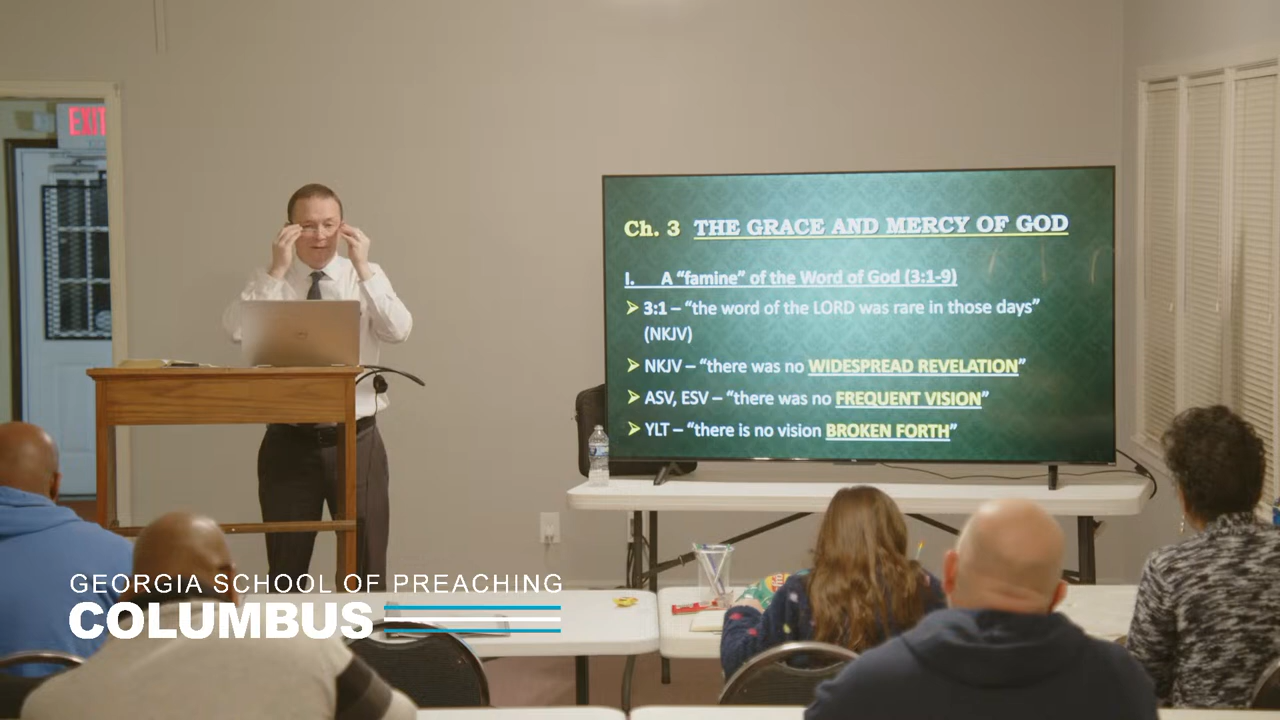 EXIT
Ch. 3 THE GRACE AND MERCY OF GOD
I. A “famine” of the Word of God (3:1-9)
➢ 3:1 – “the word of the LORD was rare in those days”
(NKJV)
➢ NKJV – “there was no WIDESPREAD REVELATION”
➢ ASV, ESV – “there was no FREQUENT VISION”
➢ YLT – “there is no vision BROKEN FORTH”
GEORGIA SCHOOL OF PREACHING
COLUMBUS